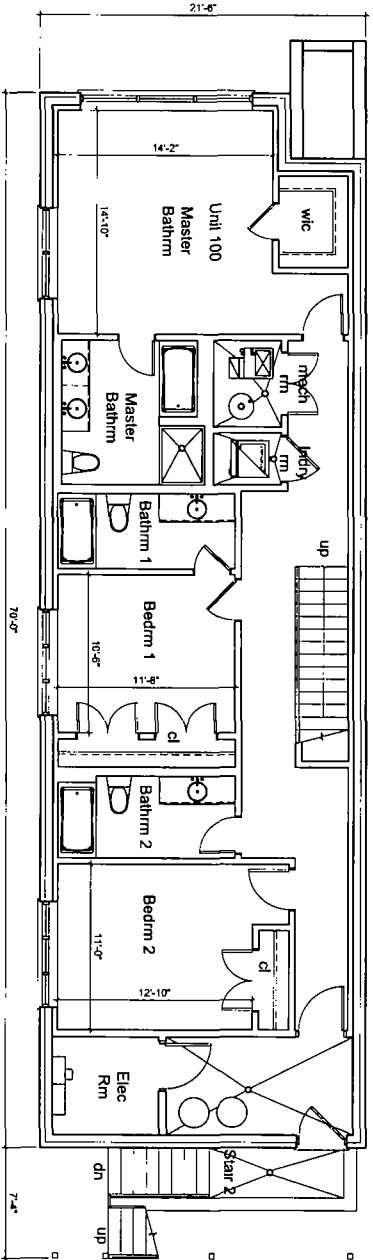 21'-6"
14'-2"
14'-10"
Unit 100
Master
Bathrm
wic
Master
Bathrm
mech
rm
lndry
rm
up
Bathrm 1
Bedrm 1
10'-6"
11'-8"
cl
Bathrm 2
Bedrm 2
11'-0"
12'-10"
cl
Elec
Rm
Stair 2
dn
up
70'-0"
7'-4"